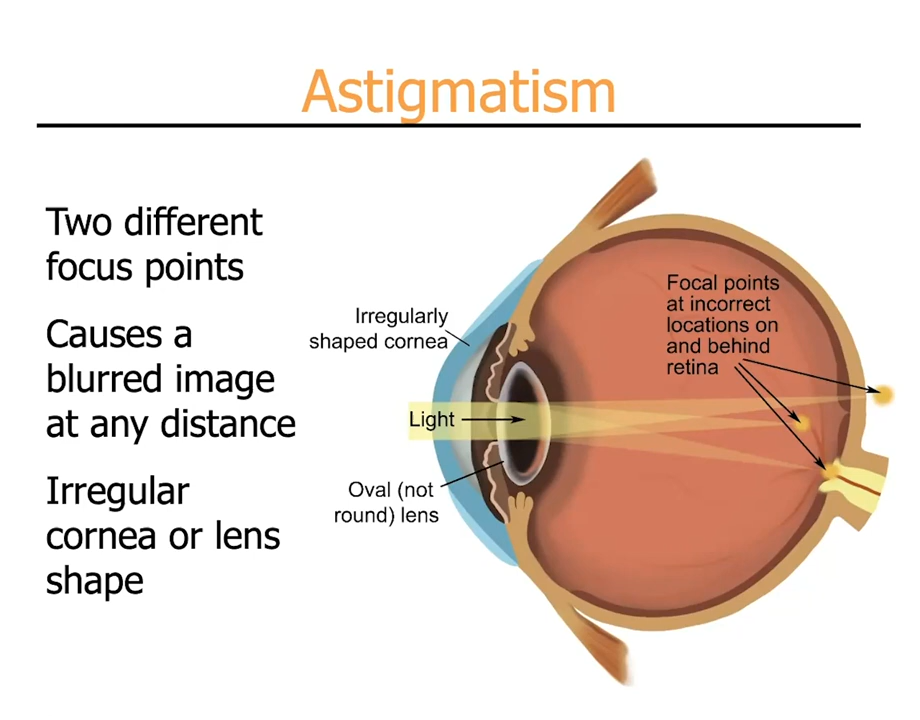 Astigmatism
Two different
focus points
Causes a
blurred image
at any distance
Irregular
cornea or lens
shape
Irregularly
shaped cornea
Light
Oval (not
round) lens
Focal points
at incorrect
locations on
and behind
retina